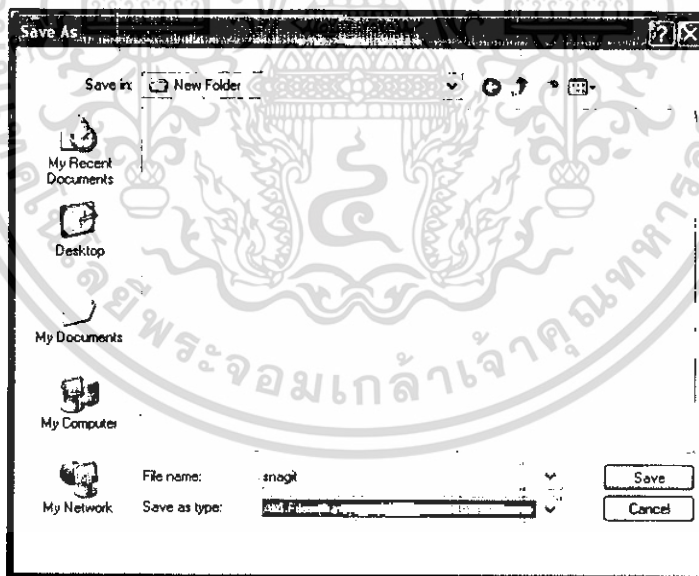 Save As
Save in: New Folder
My Recent
Documents
Desktop
My Documents
My Computer
My Network
File name: snagit
Save as type:
Save
Cancel
พระจอมเกล้าเจ้าคุณทหาร